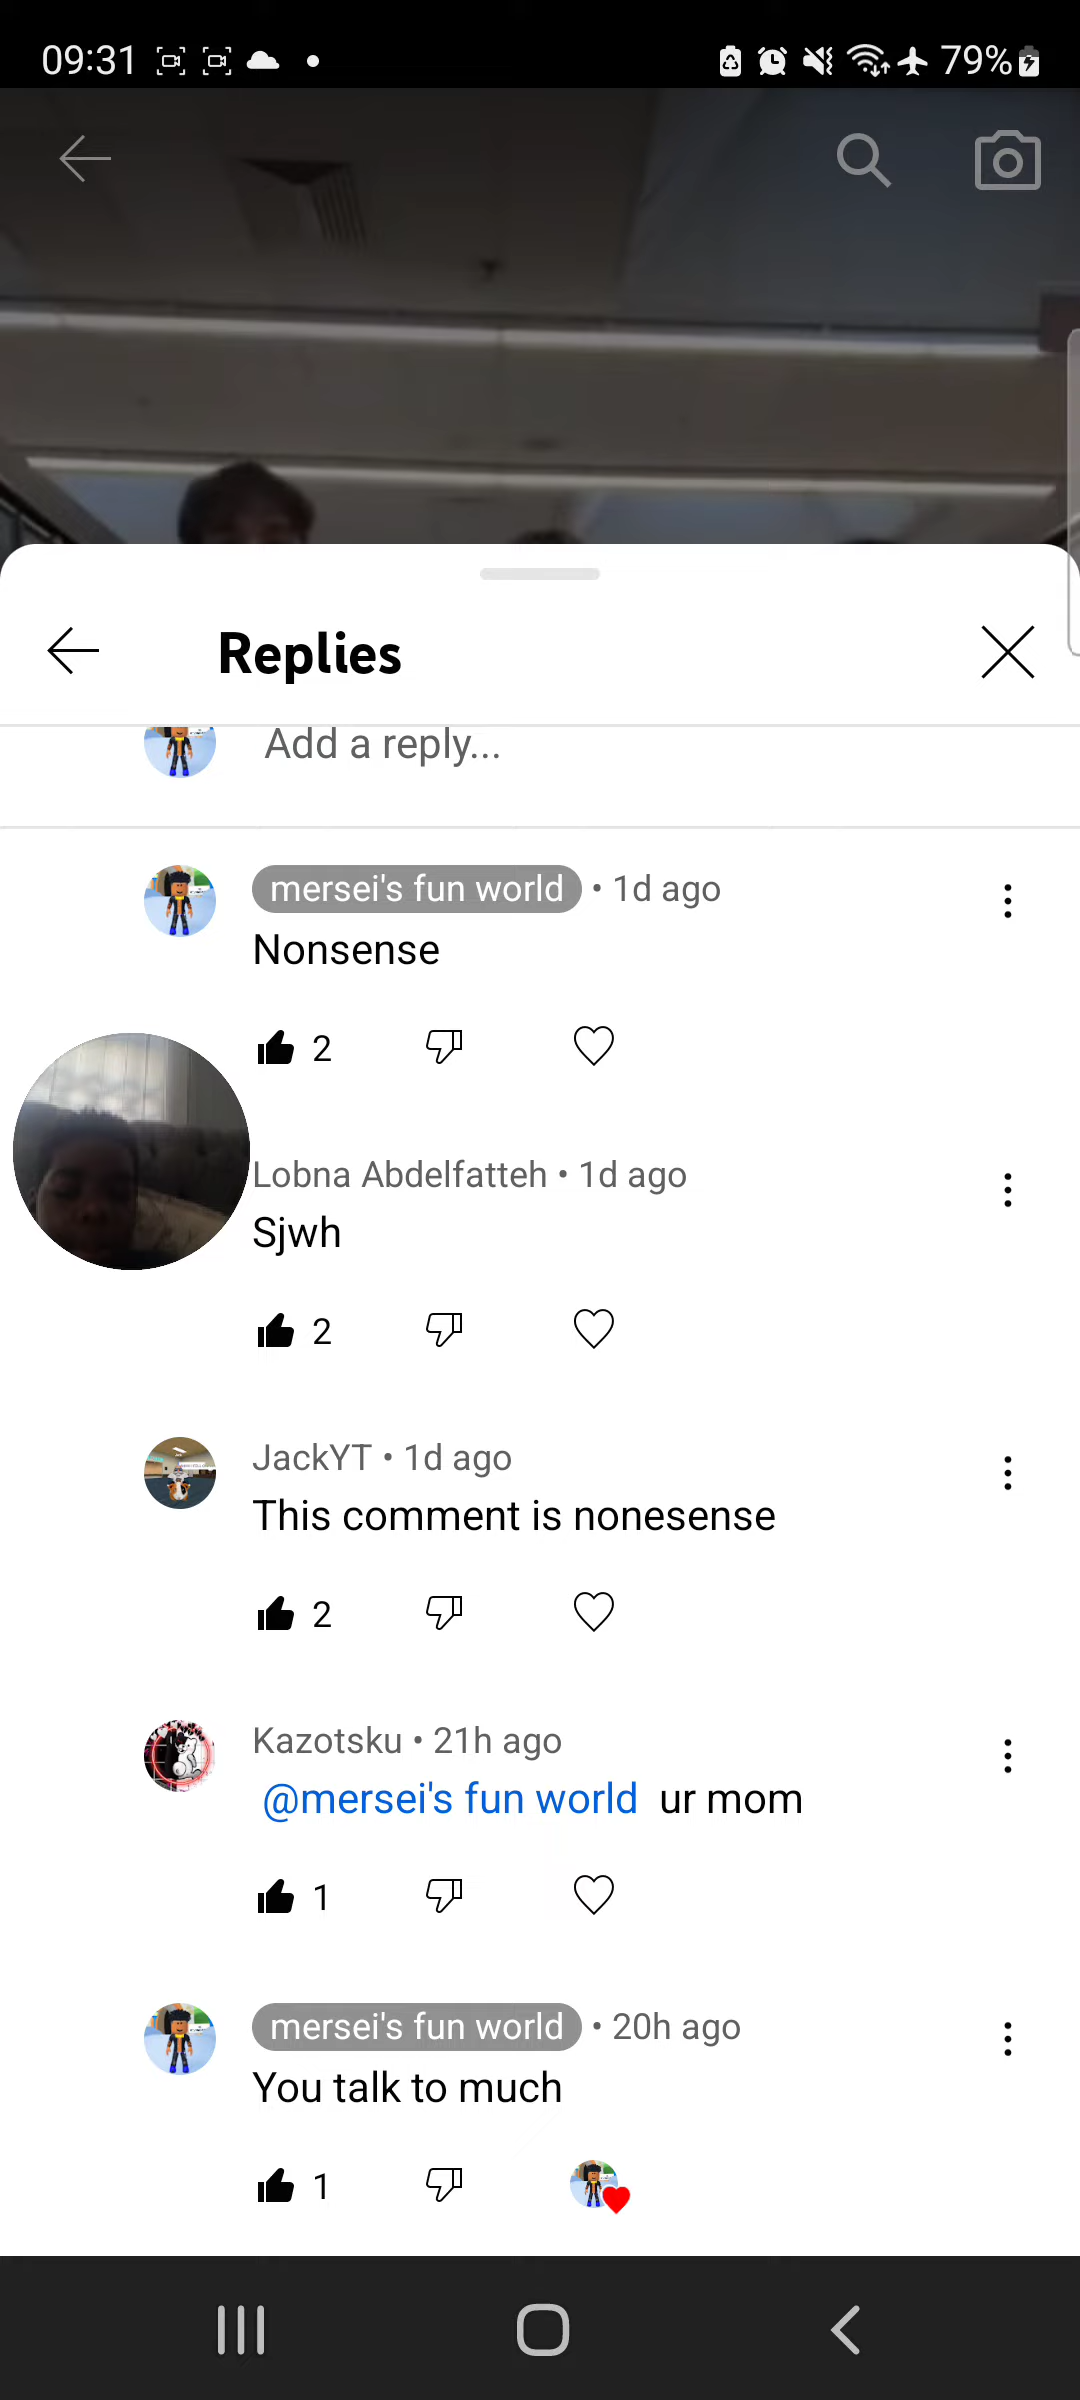 09:31
79%
Replies
Add a reply...
mersei's fun world • 1d ago
Nonsense
2
Lobna Abdelfatteh • 1d ago
Sjwh
2
JackYT • 1d ago
This comment is nonesense
2
Kazotsku • 21h ago
@mersei's fun world ur mom
1
mersei's fun world • 20h ago
You talk to much
1